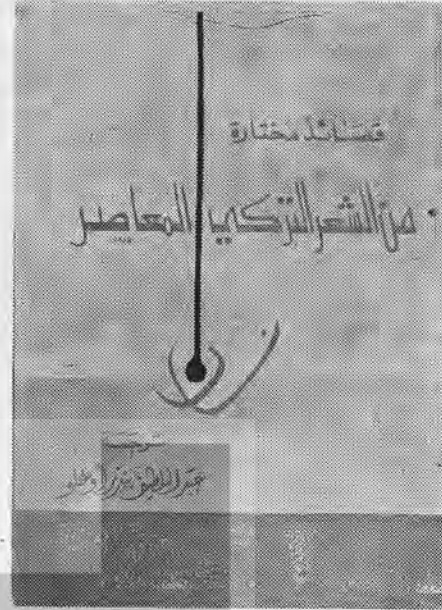 قصائد مختارة
من الشعر التركي المعاصر
ترجمة
عبد اللطيف بندر اوغلو